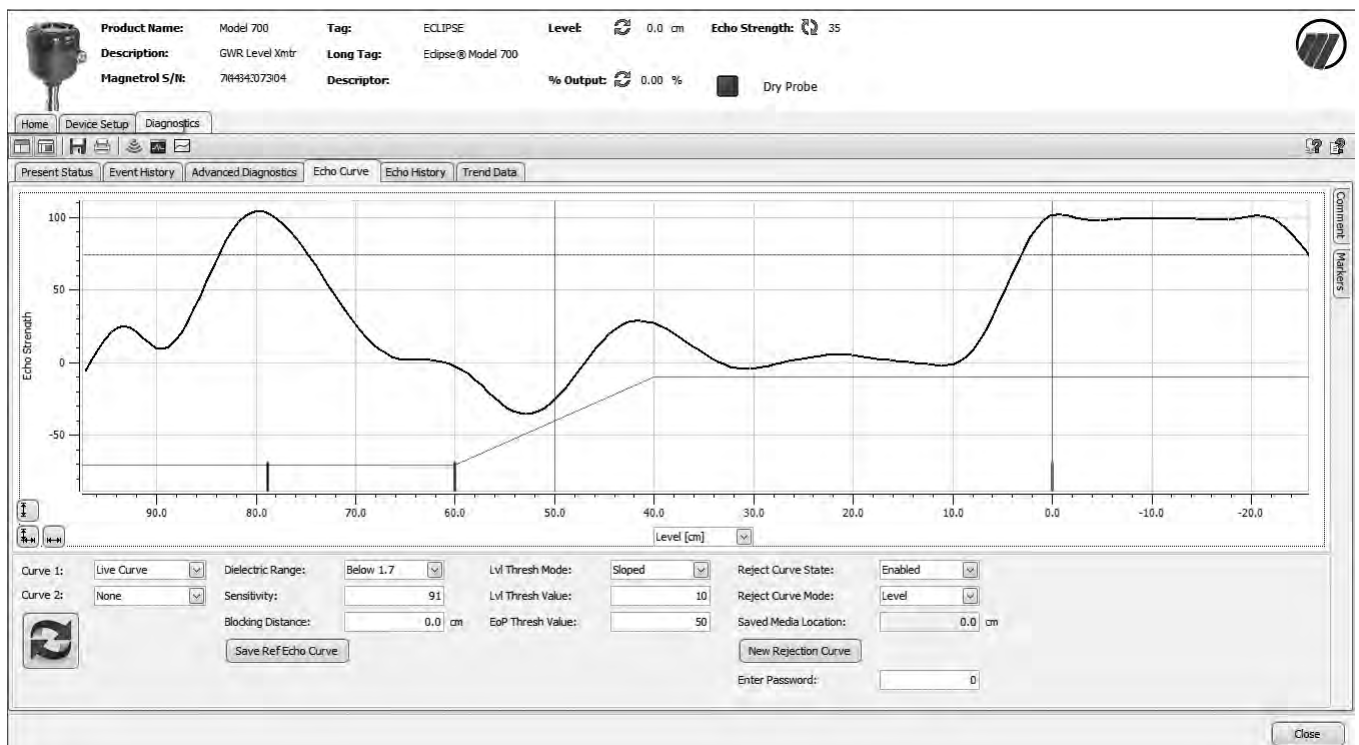 Product Name: Model 700 Tag: ECLIPSE Level: 0.0 cm Echo Strength: 35
Description: GWR Level Xmtr Long Tag: Eclipse® Model 700
Magnetrol S/N: Descriptor: % Output: 0.00 % Dry Probe
Home Device Setup Diagnostics
Present Status Event History Advanced Diagnostics Echo Curve Echo History Trend Data
Comment
Markers
Echo Strength
100
50
0
-50
90.0 80.0 70.0 60.0 50.0 40.0 30.0 20.0 10.0 0.0 -10.0 -20.0
Level [cm]
Curve 1: Live Curve Dielectric Range: Below 1.7 Lvl Thresh Mode: Sloped Reject Curve State: Enabled
Curve 2: None Sensitivity: 91 Lvl Thresh Value: 10 Reject Curve Mode: Level
Blocking Distance: 0.0 cm EoP Thresh Value: 50 Saved Media Location: 0.0 cm
Save Ref Echo Curve New Rejection Curve
Enter Password: 0
Close